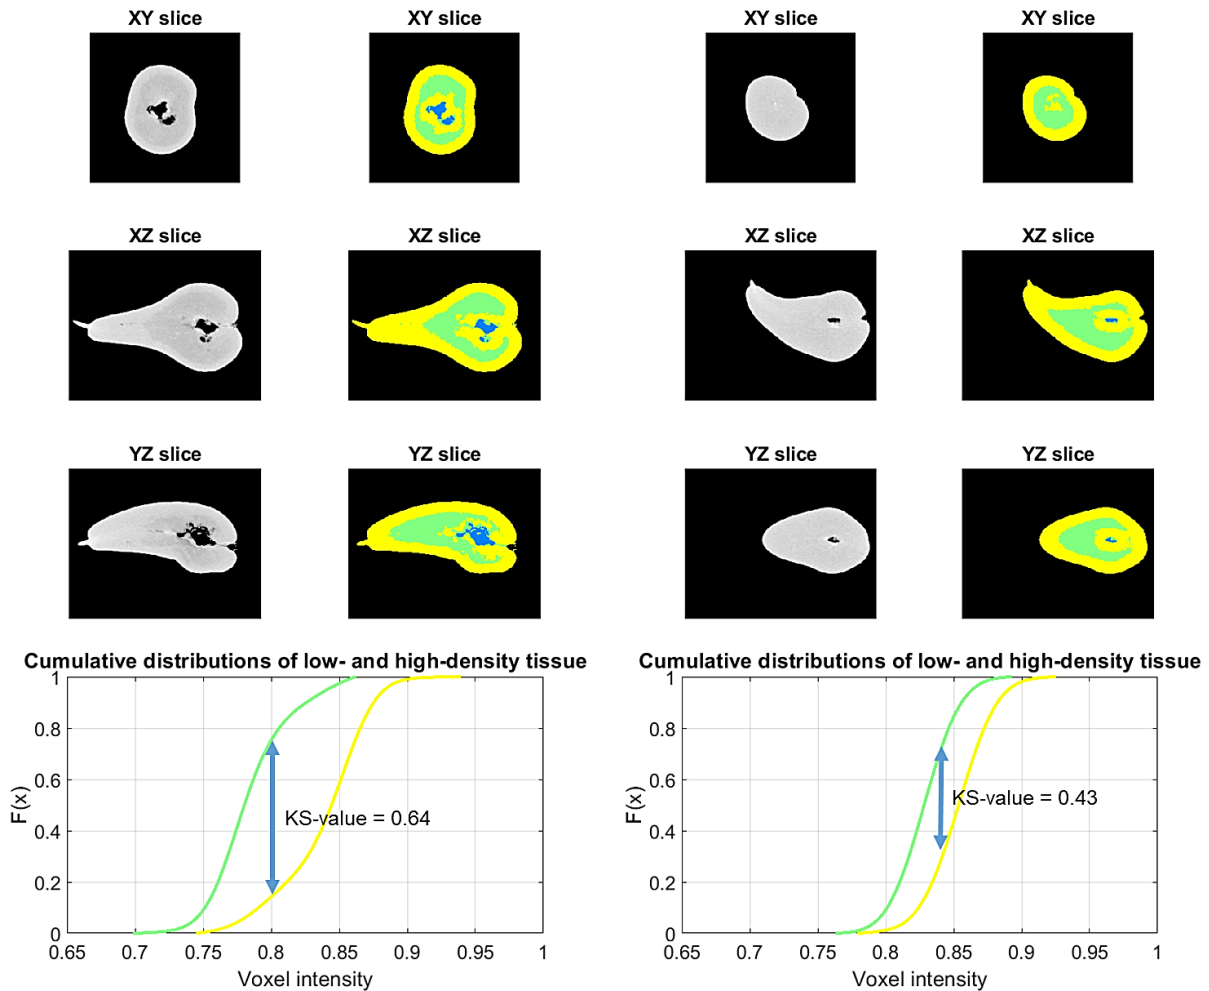 XY slice XY slice XY slice XY slice
XZ slice XZ slice XZ slice XZ slice
YZ slice YZ slice YZ slice YZ slice
Cumulative distributions of low- and high-density tissue
1
0.8
0.6
0.4
0.2
0
F(x)
KS-value = 0.64
0.65 0.7 0.75 0.8 0.85 0.9 0.95 1
Voxel intensity
Cumulative distributions of low- and high-density tissue
1
0.8
0.6
0.4
0.2
0
F(x)
KS-value = 0.43
0.65 0.7 0.75 0.8 0.85 0.9 0.95 1
Voxel intensity